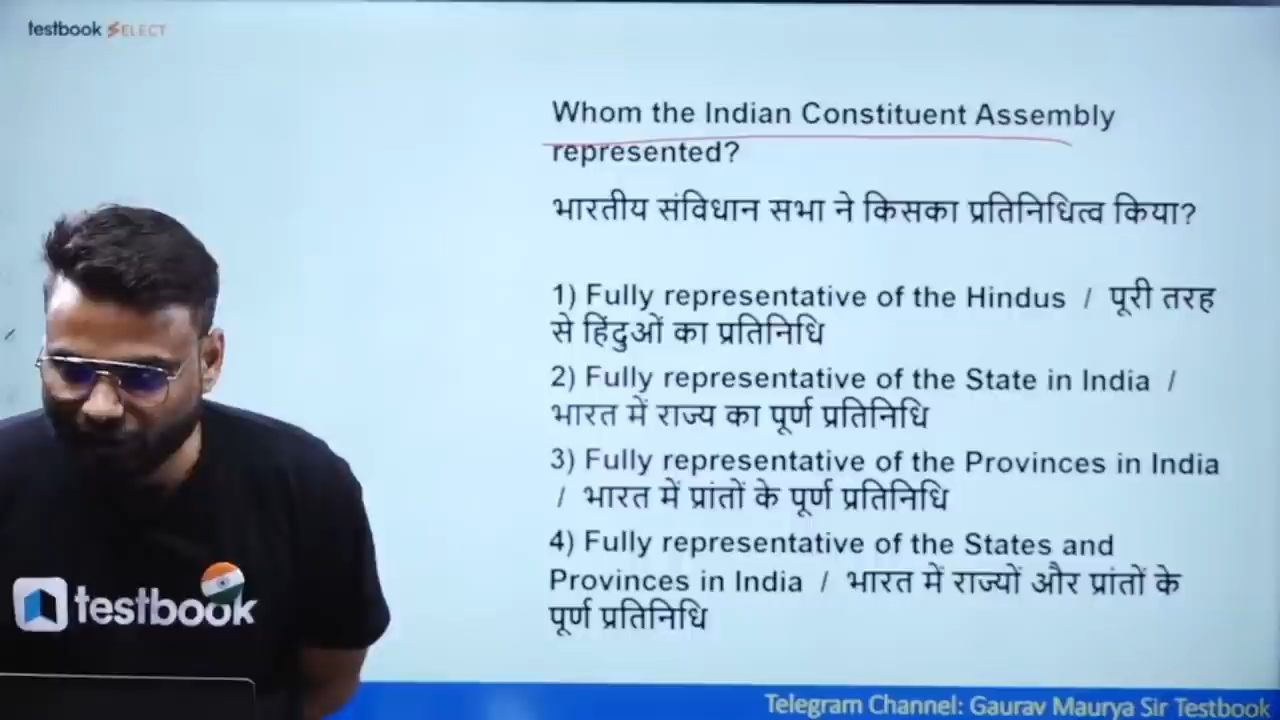 testbook SELECT
Whom the Indian Constituent Assembly
represented?
भारतीय संविधान सभा ने किसका प्रतिनिधित्व किया?
1) Fully representative of the Hindus / पूरी तरह
से हिंदुओं का प्रतिनिधि
2) Fully representative of the State in India /
भारत में राज्य का पूर्ण प्रतिनिधि
3) Fully representative of the Provinces in India
/ भारत में प्रांतों के पूर्ण प्रतिनिधि
4) Fully representative of the States and
Provinces in India / भारत में राज्यों और प्रांतों के
पूर्ण प्रतिनिधि
testbook
Telegram Channel: Gaurav Maurya Sir Testbook